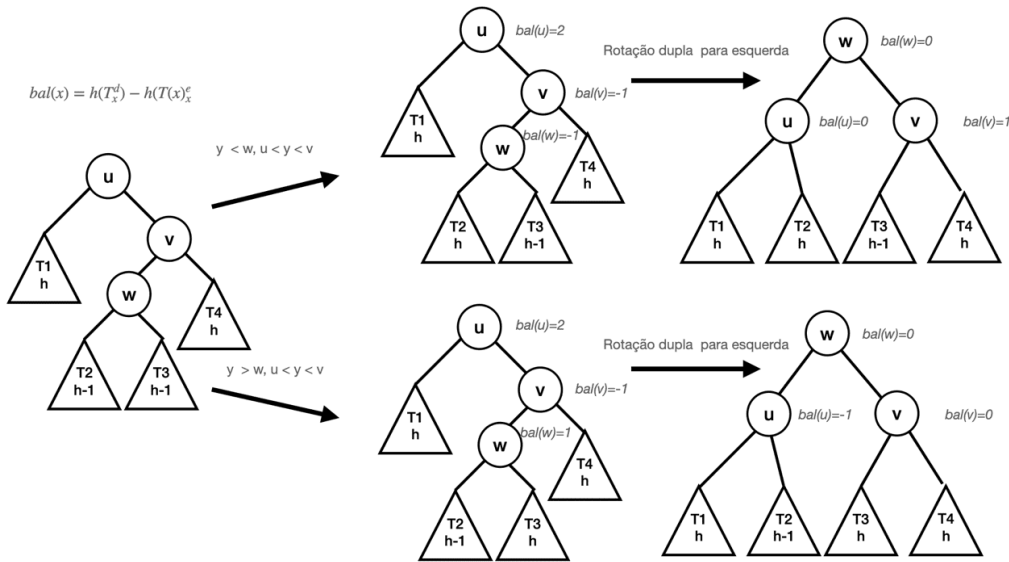 bal(x) = h(T_x^d) − h(T(x)_x^e
u
v
w
T1
h
T4
h
T2
h-1
T3
h-1
y < w, u < y < v
y > w, u < y < v
u
bal(u)=2
v
bal(v)=-1
T1
h
w
bal(w)=-1
T4
h
T2
h
T3
h-1
Rotação dupla para esquerda
w
bal(w)=0
u
bal(u)=0
v
bal(v)=1
T1
h
T2
h
T3
h-1
T4
h
u
bal(u)=2
v
bal(v)=-1
T1
h
w
bal(w)=1
T4
h
T2
h-1
T3
h
Rotação dupla para esquerda
w
bal(w)=0
u
bal(u)=-1
v
bal(v)=0
T1
h
T2
h-1
T3
h
T4
h